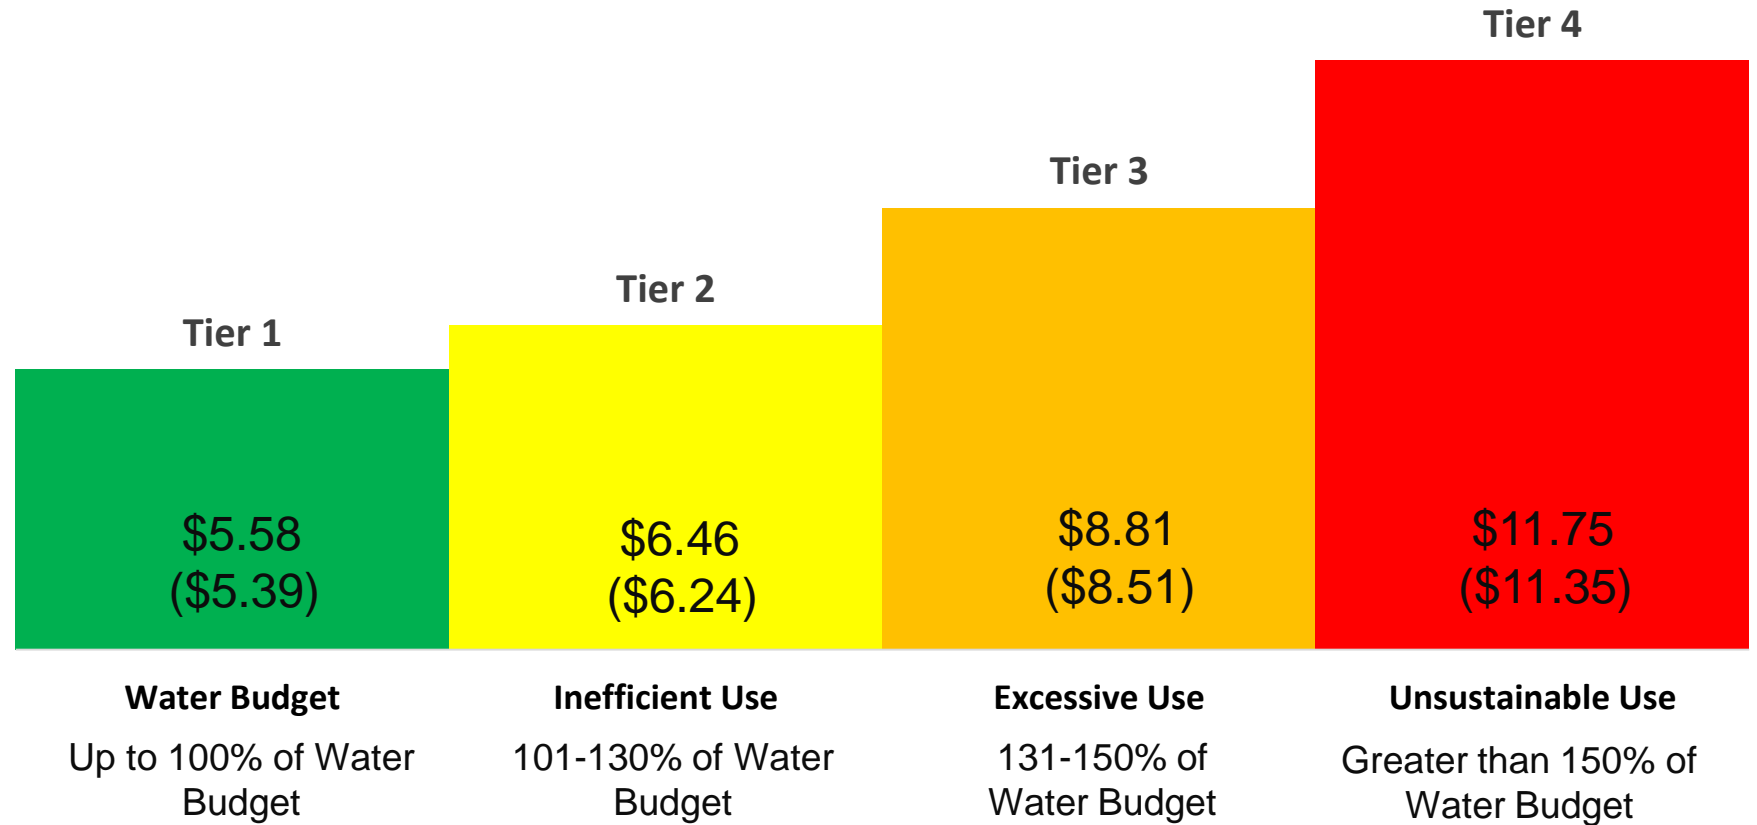 Tier 4
Tier 3
Tier 2
Tier 1
$5.58
($5.39)
$6.46
($6.24)
$8.81
($8.51)
$11.75
($11.35)
Water Budget
Up to 100% of Water
Budget
Inefficient Use
101-130% of Water
Budget
Excessive Use
131-150% of
Water Budget
Unsustainable Use
Greater than 150% of
Water Budget